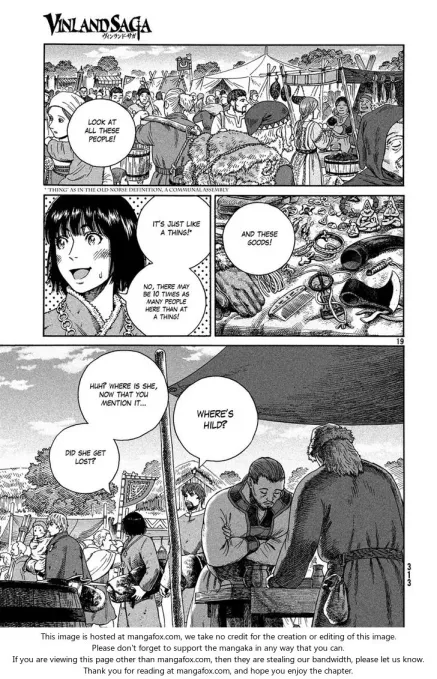 VINLAND SAGA
ヴィンランド・サガ
LOOK AT
ALL THESE
PEOPLE!
* 'THING' AS IN THE OLD NORSE DEFINITION, A COMMUNAL ASSEMBLY
IT'S JUST LIKE
A THING!*
NO, THERE MAY
BE 10 TIMES AS
MANY PEOPLE
HERE THAN AT
A THING!
AND THESE
GOODS!
19
HUH? WHERE IS SHE,
NOW THAT YOU
MENTION IT...
WHERE'S
HILD?
DID SHE GET
LOST?
313
This image is hosted at mangafox.com, we take no credit for the creation or editing of this image.
Please don't forget to support the mangaka in any way that you can.
If you are viewing this page other than mangafox.com, then they are stealing our bandwidth, please let us know.
Thank you for reading at mangafox.com, and hope you enjoy the chapter.